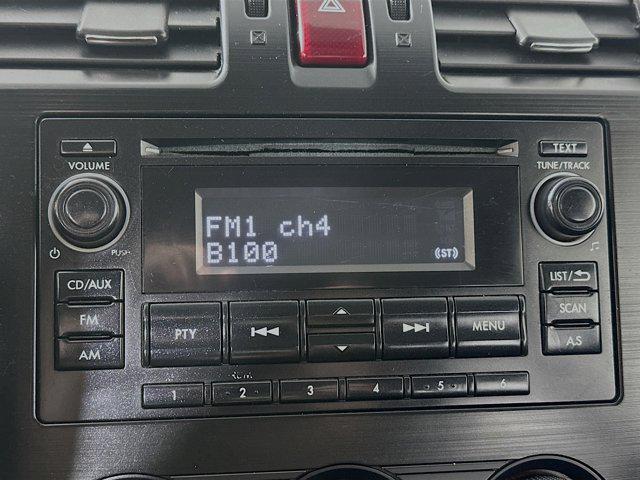 TEXT
VOLUME
TUNE/TRACK
FM1 ch4
B100
(ST)
PUSH
CD/AUX
LIST/
FM
SCAN
AM
A·S
PTY
MENU
RDM
1
2
3
4
5
6